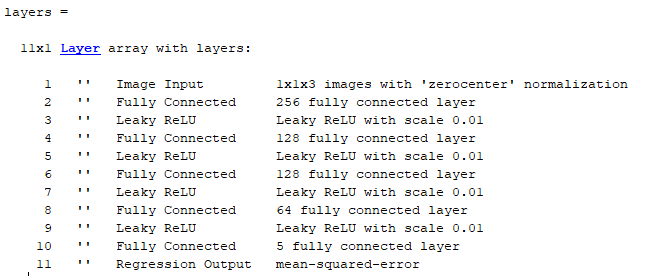 layers =
11x1 Layer array with layers:
1 '' Image Input 1x1x3 images with 'zerocenter' normalization
2 '' Fully Connected 256 fully connected layer
3 '' Leaky ReLU Leaky ReLU with scale 0.01
4 '' Fully Connected 128 fully connected layer
5 '' Leaky ReLU Leaky ReLU with scale 0.01
6 '' Fully Connected 128 fully connected layer
7 '' Leaky ReLU Leaky ReLU with scale 0.01
8 '' Fully Connected 64 fully connected layer
9 '' Leaky ReLU Leaky ReLU with scale 0.01
10 '' Fully Connected 5 fully connected layer
11 '' Regression Output mean-squared-error